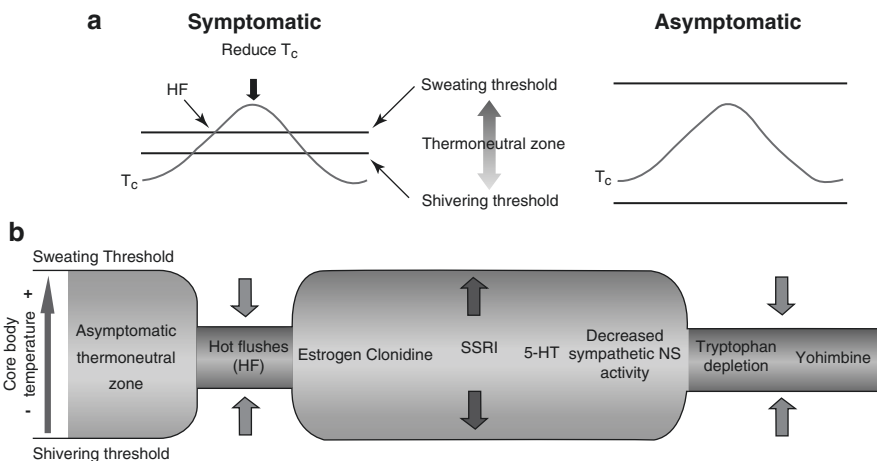 a
Symptomatic
Asymptomatic
Reduce Tc
HF
Sweating threshold
Thermoneutral zone
Tc
Shivering threshold
Tc
b
Sweating Threshold
Core body
temperature
- +
Asymptomatic
thermoneutral
zone
Hot flushes
(HF)
Estrogen Clonidine
SSRI
5-HT
Decreased
sympathetic NS
activity
Tryptophan
depletion
Yohimbine
Shivering threshold